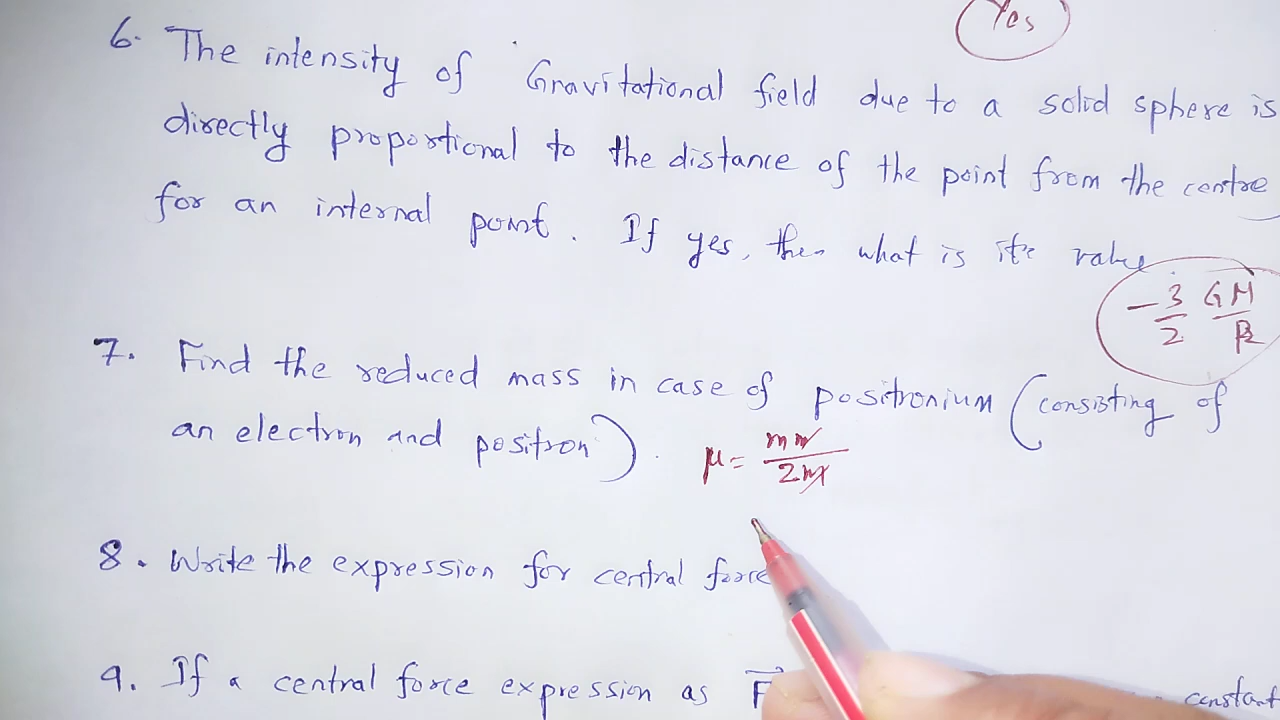 Yes
6. The intensity of Gravitational field due to a solid sphere is
directly proportional to the distance of the point from the centre
for an internal point. If yes, then what is its value
- 3/2 GM/R
7. Find the reduced mass in case of positronium (consisting of
an electron and positron). μ = mm/2m
8. Write the expression for central force
9. If a central force expression as F constant